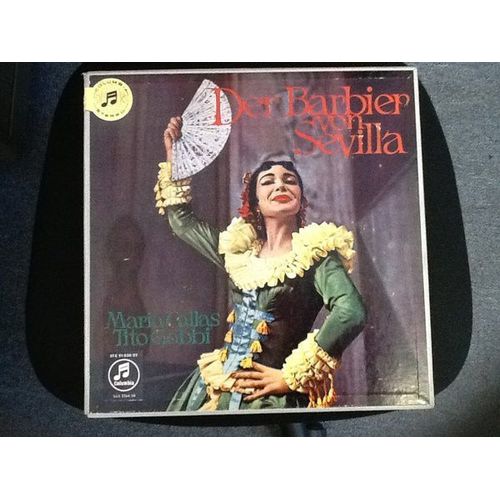 Der Barbier
von
Sevilla
Maria Callas
Tito Gobbi
Columbia